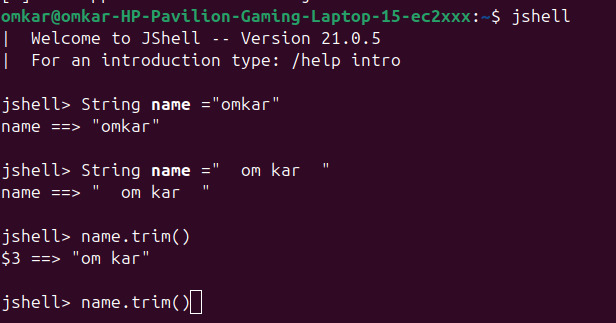 omkar@omkar-HP-Pavilion-Gaming-Laptop-15-ec2xxx:~$ jshell
|  Welcome to JShell -- Version 21.0.5
|  For an introduction type: /help intro
jshell> String name ="omkar"
name ==> "omkar"
jshell> String name ="  om kar  "
name ==> "  om kar  "
jshell> name.trim()
$3 ==> "om kar"
jshell> name.trim()